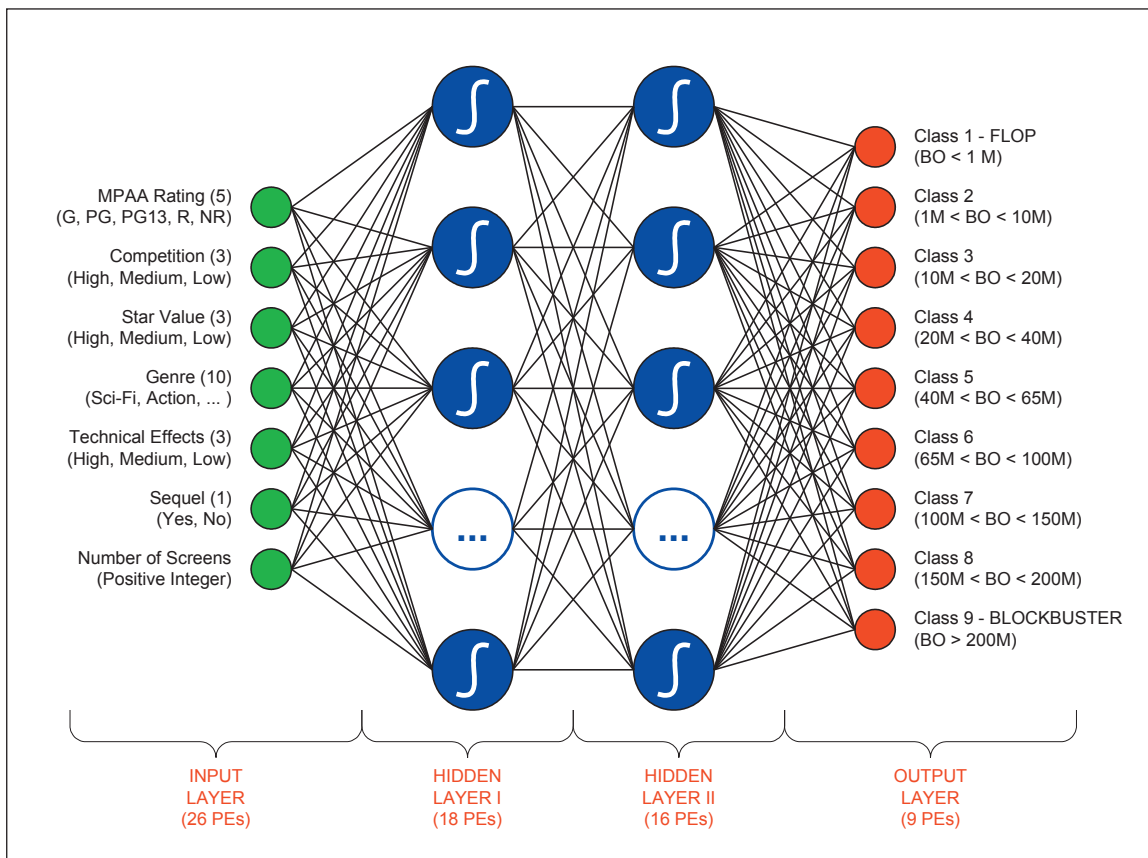 MPAA Rating (5)
(G, PG, PG13, R, NR)
Competition (3)
(High, Medium, Low)
Star Value (3)
(High, Medium, Low)
Genre (10)
(Sci-Fi, Action, ... )
Technical Effects (3)
(High, Medium, Low)
Sequel (1)
(Yes, No)
Number of Screens
(Positive Integer)
∫
∫
∫
...
∫
∫
∫
∫
...
∫
Class 1 - FLOP
(BO < 1 M)
Class 2
(1M < BO < 10M)
Class 3
(10M < BO < 20M)
Class 4
(20M < BO < 40M)
Class 5
(40M < BO < 65M)
Class 6
(65M < BO < 100M)
Class 7
(100M < BO < 150M)
Class 8
(150M < BO < 200M)
Class 9 - BLOCKBUSTER
(BO > 200M)
INPUT
LAYER
(26 PEs)
HIDDEN
LAYER I
(18 PEs)
HIDDEN
LAYER II
(16 PEs)
OUTPUT
LAYER
(9 PEs)